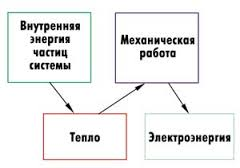 Внутренняя
энергия
частиц
системы
Механическая
работа
Тепло
Электроэнергия